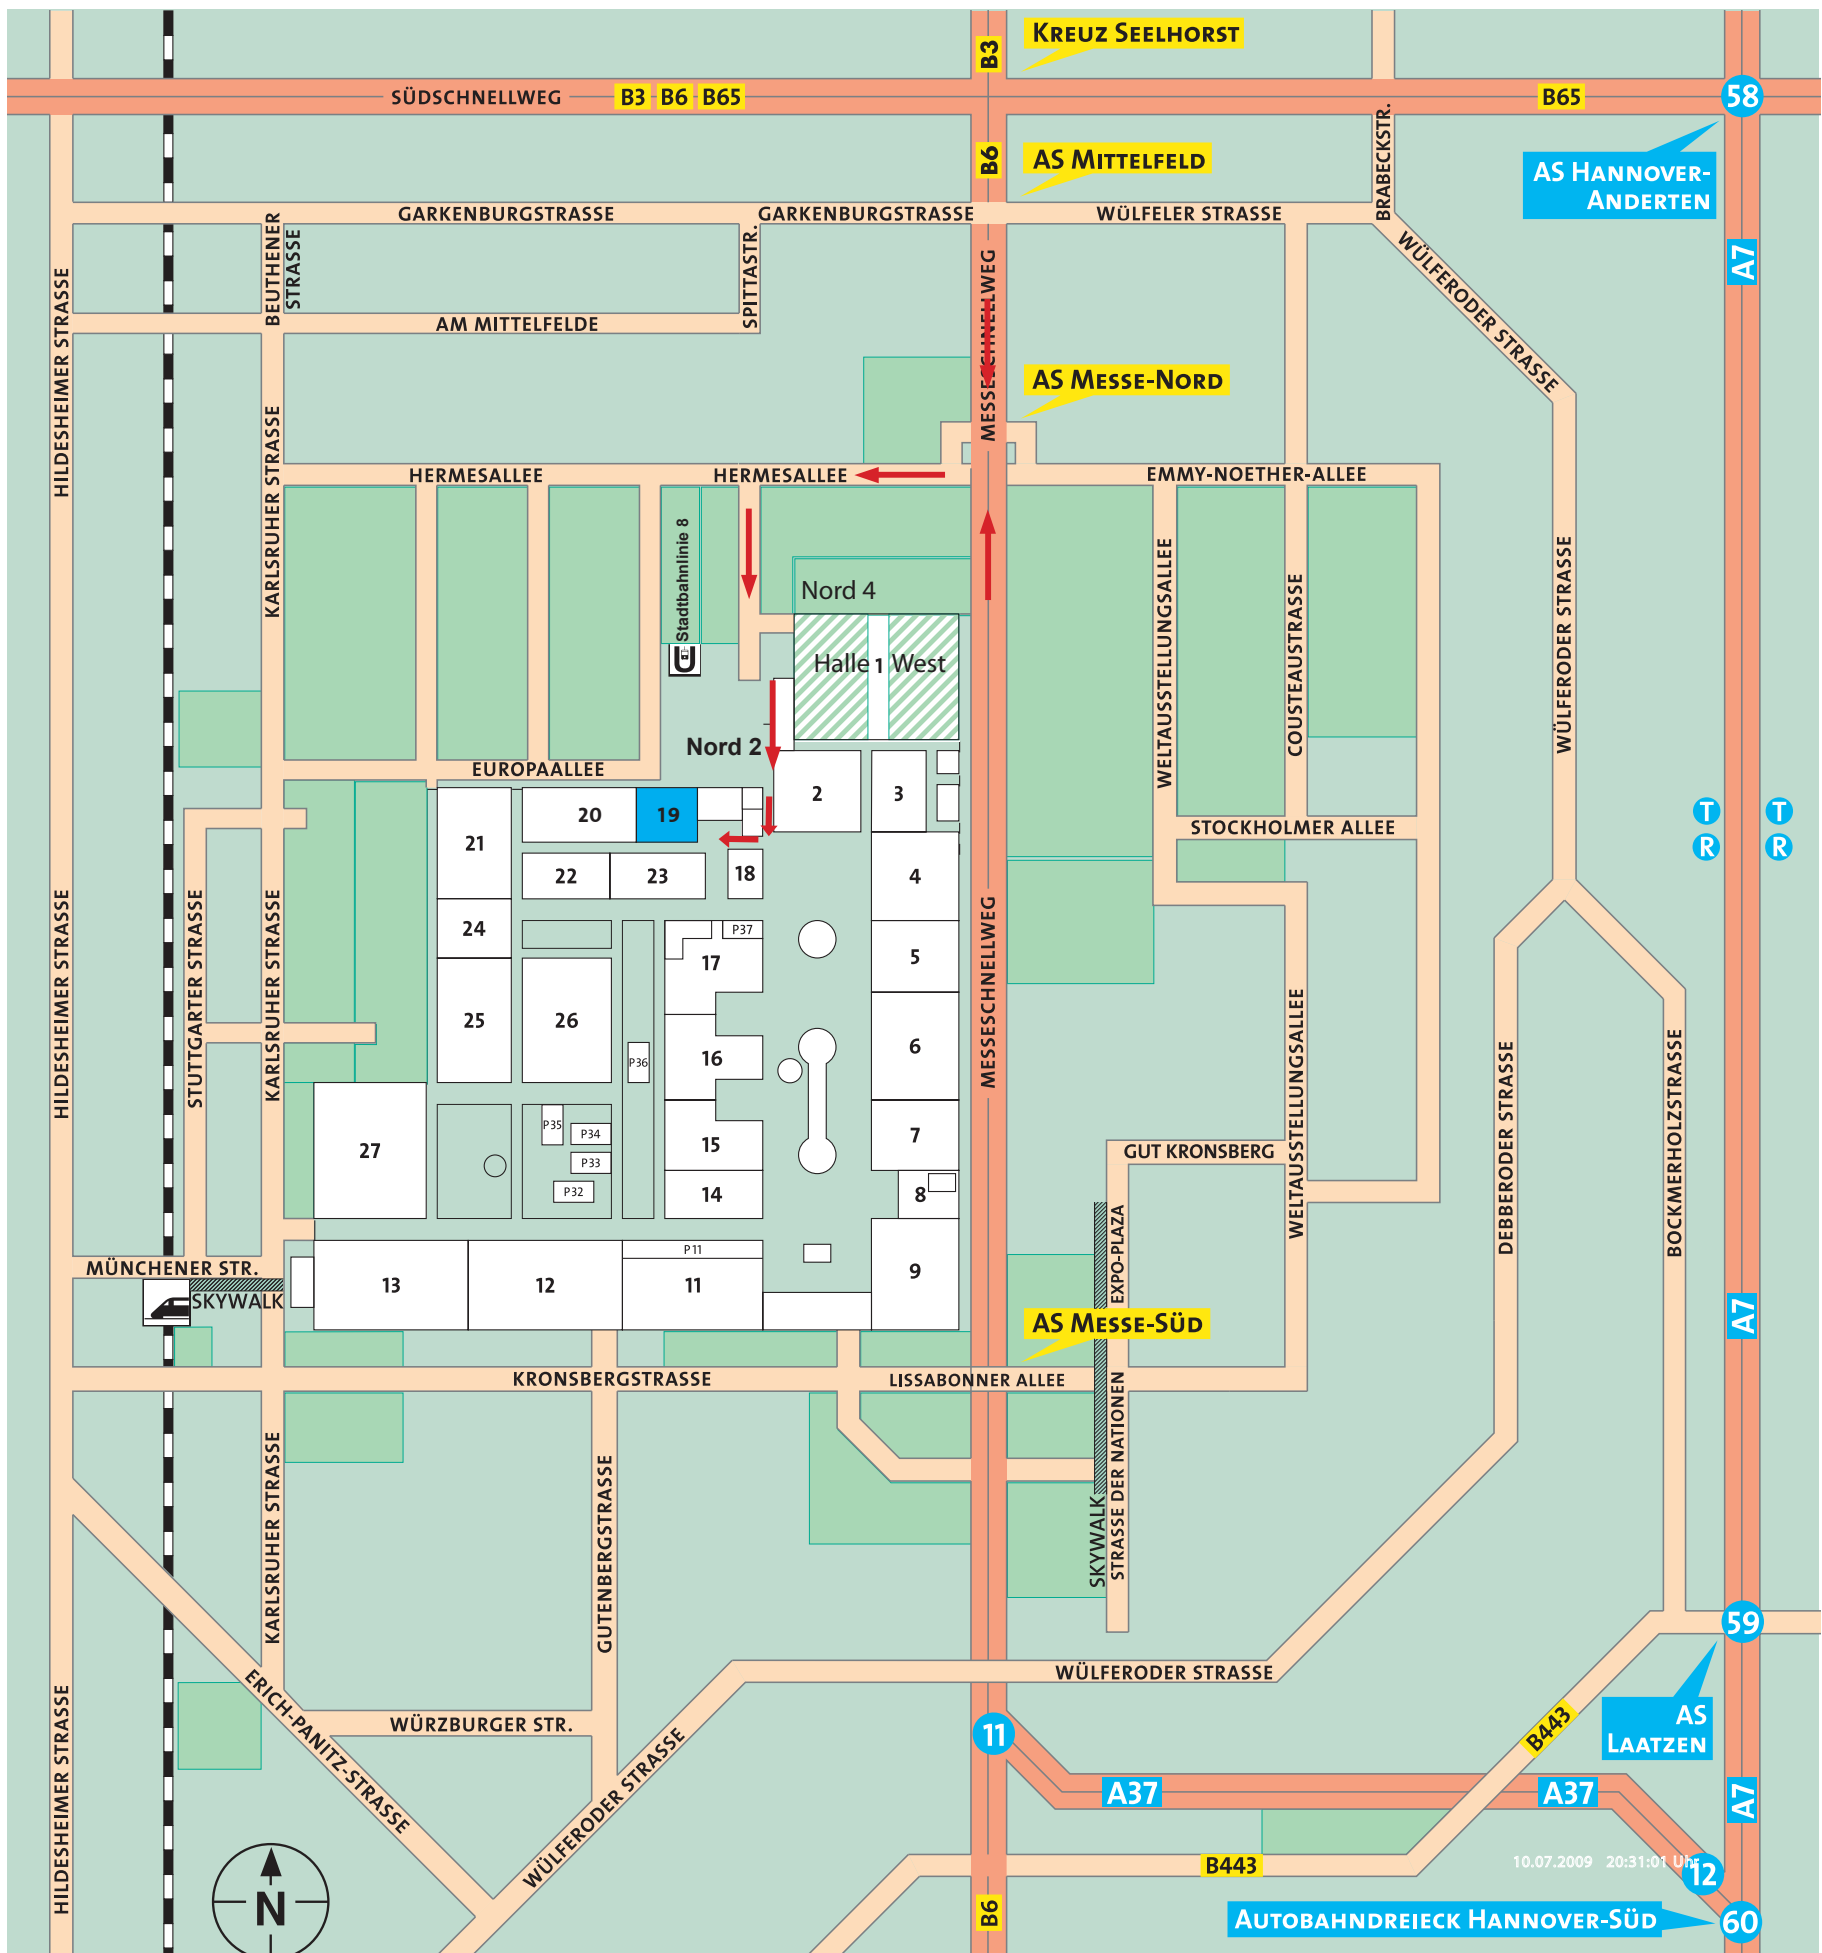 KREUZ SEELHORST
B3
SÜDSCHNELLWEG
B3 B6 B65
B65
58
AS MITTELFELD
B6
BRABECKSTR.
AS HANNOVER-
ANDERTEN
GARKENBURGSTRASSE
GARKENBURGSTRASSE
WÜLFELER STRASSE
BEUTHENER
STRASSE
SPITTASTR.
A7
WÜLFERODER STRASSE
HILDESHEIMER STRASSE
AM MITTELFELDE
MESSESCHNELLWEG
AS MESSE-NORD
KARLSRUHER STRASSE
HERMESALLEE
HERMESALLEE
EMMY-NOETHER-ALLEE
Stadtbahnlinie 8
U
Nord 4
WELTAUSSTELLUNGSALLEE
COUSTEAUSTRASSE
WÜLFERODER STRASSE
Halle 1 West
Nord 2
EUROPAALLEE
2
3
20
19
21
T
T
R
R
STOCKHOLMER ALLEE
22
23
18
4
24
P37
17
5
HILDESHEIMER STRASSE
STUTTGARTER STRASSE
KARLSRUHER STRASSE
MESSESCHNELLWEG
25
26
16
P36
6
WELTAUSSTELLUNGSALLEE
DEBBERODER STRASSE
BOCKMERHOLZSTRASSE
27
P35
P34
P33
P32
15
7
GUT KRONSBERG
14
8
MÜNCHENER STR.
SKYWALK
13
12
P11
11
9
EXPO-PLAZA
AS MESSE-SÜD
A7
KRONSBERGSTRASSE
LISSABONNER ALLEE
KARLSRUHER STRASSE
GUTENBERGSTRASSE
SKYWALK
STRASSE DER NATIONEN
59
WÜLFERODER STRASSE
ERICH-PANITZ-STRASSE
WÜRZBURGER STR.
11
B443
AS
LAATZEN
HILDESHEIMER STRASSE
WÜLFERODER STRASSE
A37
A37
A7
B443
10.07.2009 20:31:01 Uhr
12
N
B6
AUTOBAHNDREIECK HANNOVER-SÜD
60